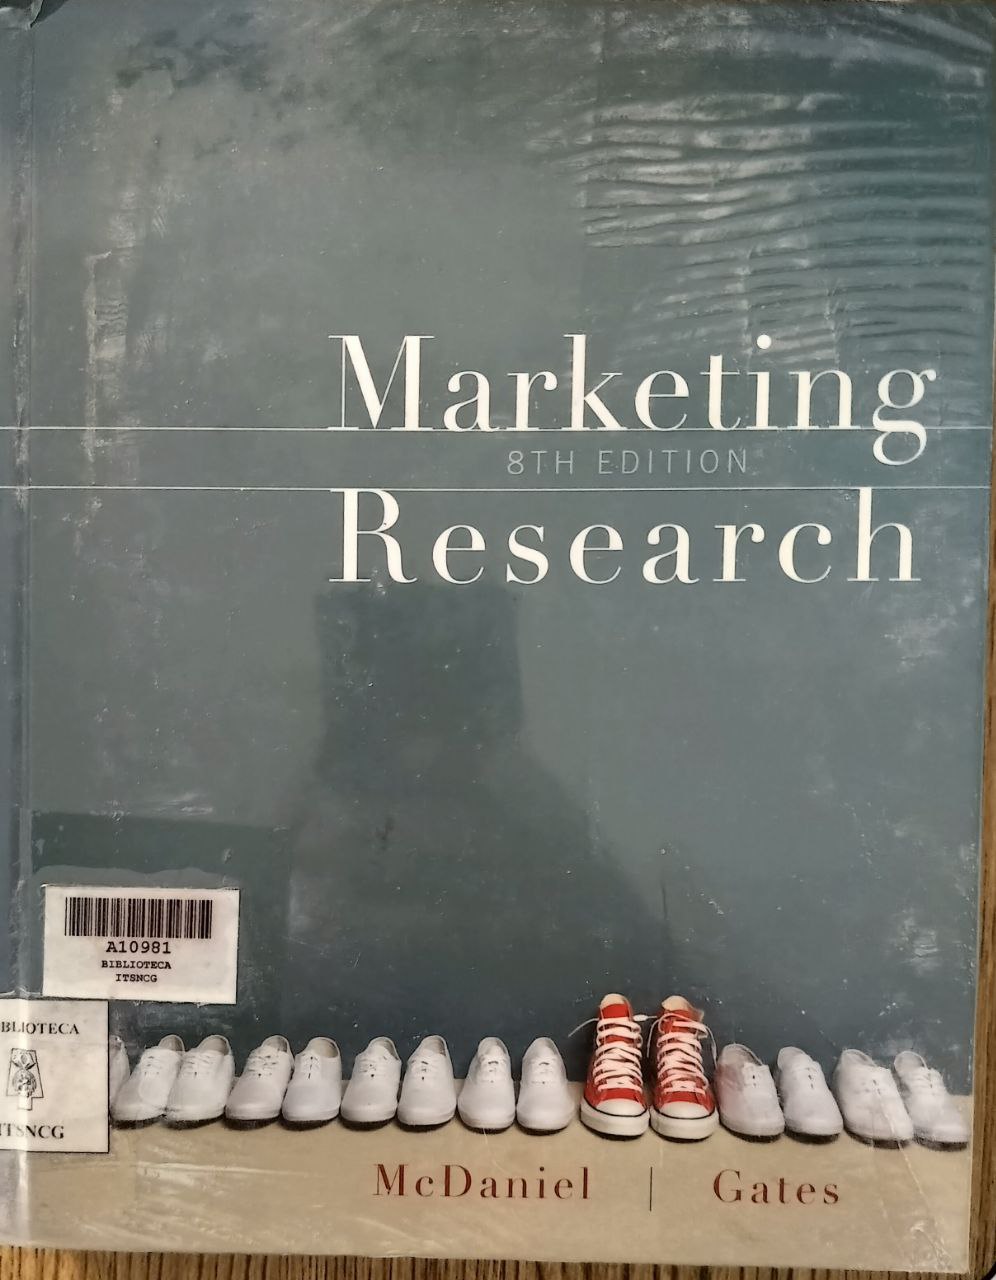 Marketing
8TH EDITION
Research
A10981
BIBLIOTECA
ITSNCG
BLIOTECA
ITSNCG
McDaniel | Gates